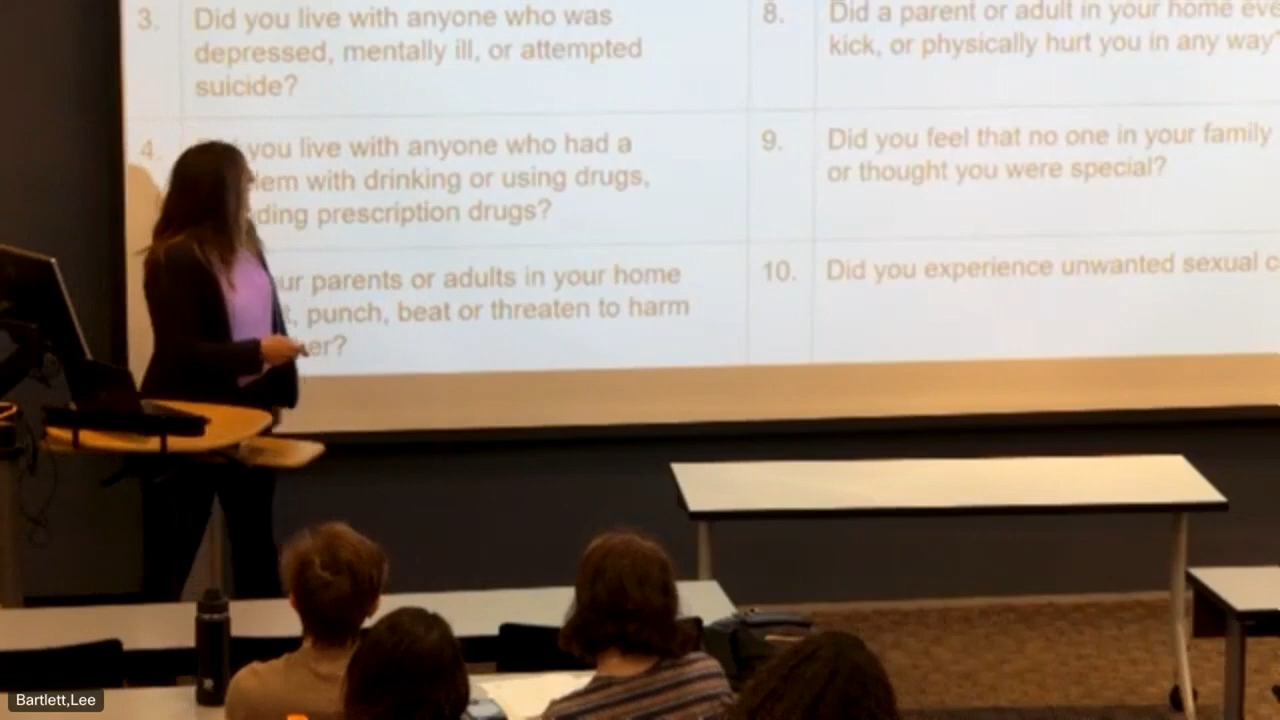 3. Did you live with anyone who was
depressed, mentally ill, or attempted
suicide?
4. you live with anyone who had a
lem with drinking or using drugs,
ding prescription drugs?
ur parents or adults in your home
t, punch, beat or threaten to harm
er?
8. Did a parent or adult in your home eve
kick, or physically hurt you in any way
9. Did you feel that no one in your family
or thought you were special?
10. Did you experience unwanted sexual c
Bartlett,Lee